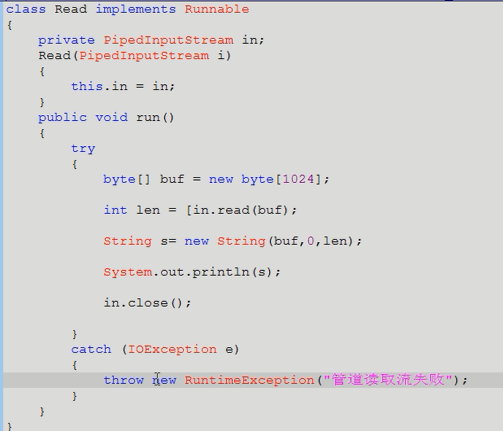 class Read implements Runnable
{
    private PipedInputStream in;
    Read(PipedInputStream i)
    {
        this.in = in;
    }
    public void run()
    {
        try
        {
            byte[] buf = new byte[1024];
            int len = [in.read(buf);
            String s= new String(buf,0,len);
            System.out.println(s);
            in.close();
        }
        catch (IOException e)
        {
            throw new RuntimeException("管道读取流失败");
        }
    }
}